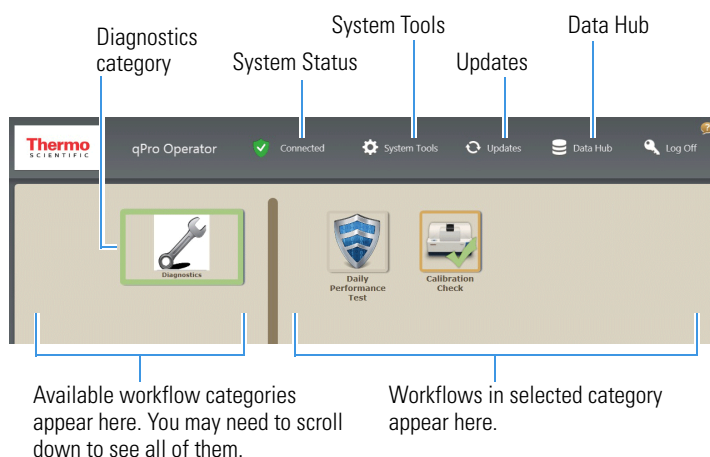 System Tools
Data Hub
Diagnostics
category
System Status
Updates
Thermo
SCIENTIFIC
qPro Operator
Connected
System Tools
Updates
Data Hub
Log Off
Diagnostics
Daily
Performance
Test
Calibration
Check
Available workflow categories
appear here. You may need to scroll
down to see all of them.
Workflows in selected category
appear here.